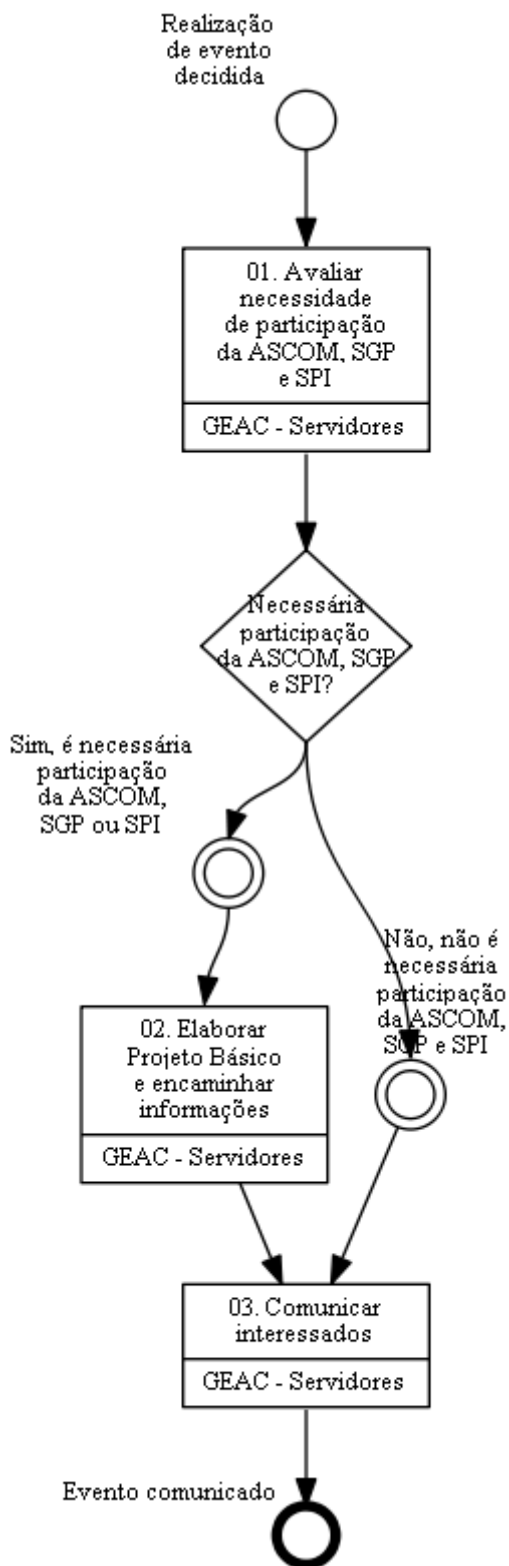 Realização
de evento
decidida
01. Avaliar
necessidade
de participação
da ASCOM, SGP
e SPI
GEAC - Servidores
Necessária
participação
da ASCOM, SGP
e SPI?
Sim, é necessária
participação
da ASCOM,
SGP ou SPI
Não, não é
necessária
participação
da ASCOM,
SGP e SPI
02. Elaborar
Projeto Básico
e encaminhar
informações
GEAC - Servidores
03. Comunicar
interessados
GEAC - Servidores
Evento comunicado